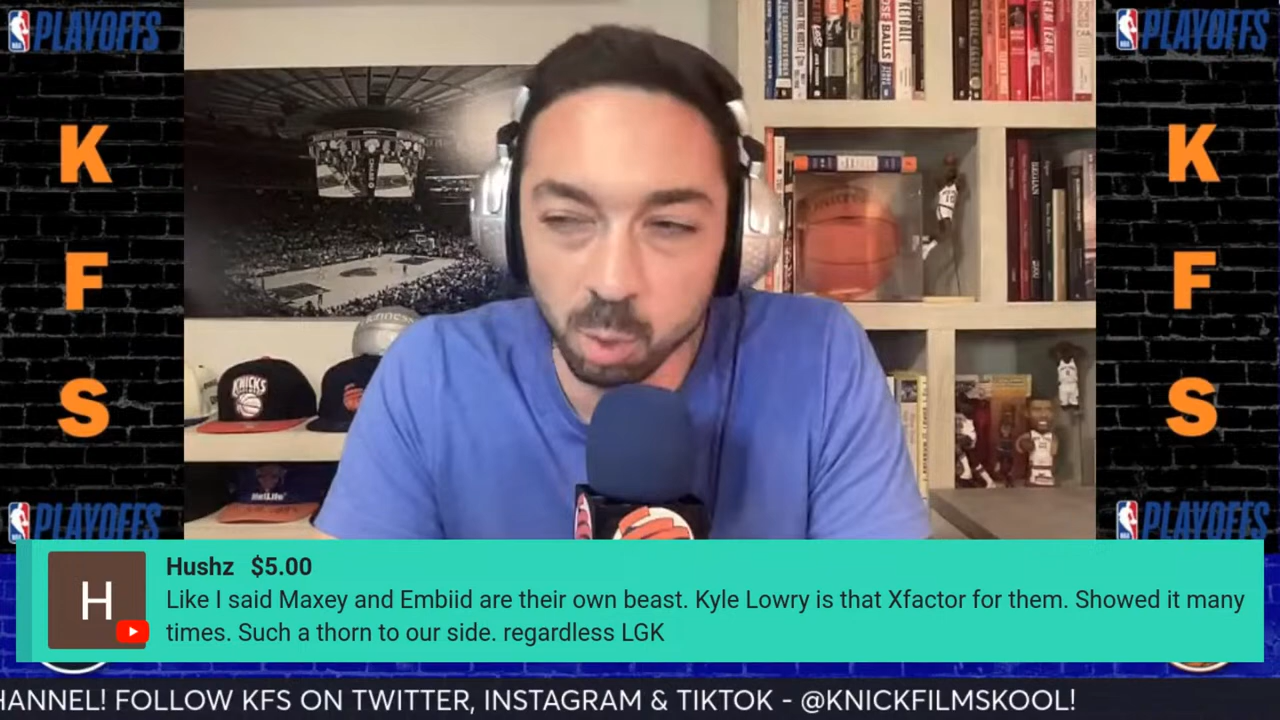 PLAYOFFS
PLAYOFFS
K
F
S
K
F
S
KNICKS
MetLife
PLAYOFFS
PLAYOFFS
H
Hushz $5.00
Like I said Maxey and Embiid are their own beast. Kyle Lowry is that Xfactor for them. Showed it many
times. Such a thorn to our side. regardless LGK
HANNEL! FOLLOW KFS ON TWITTER, INSTAGRAM & TIKTOK - @KNICKFILMSKOOL!